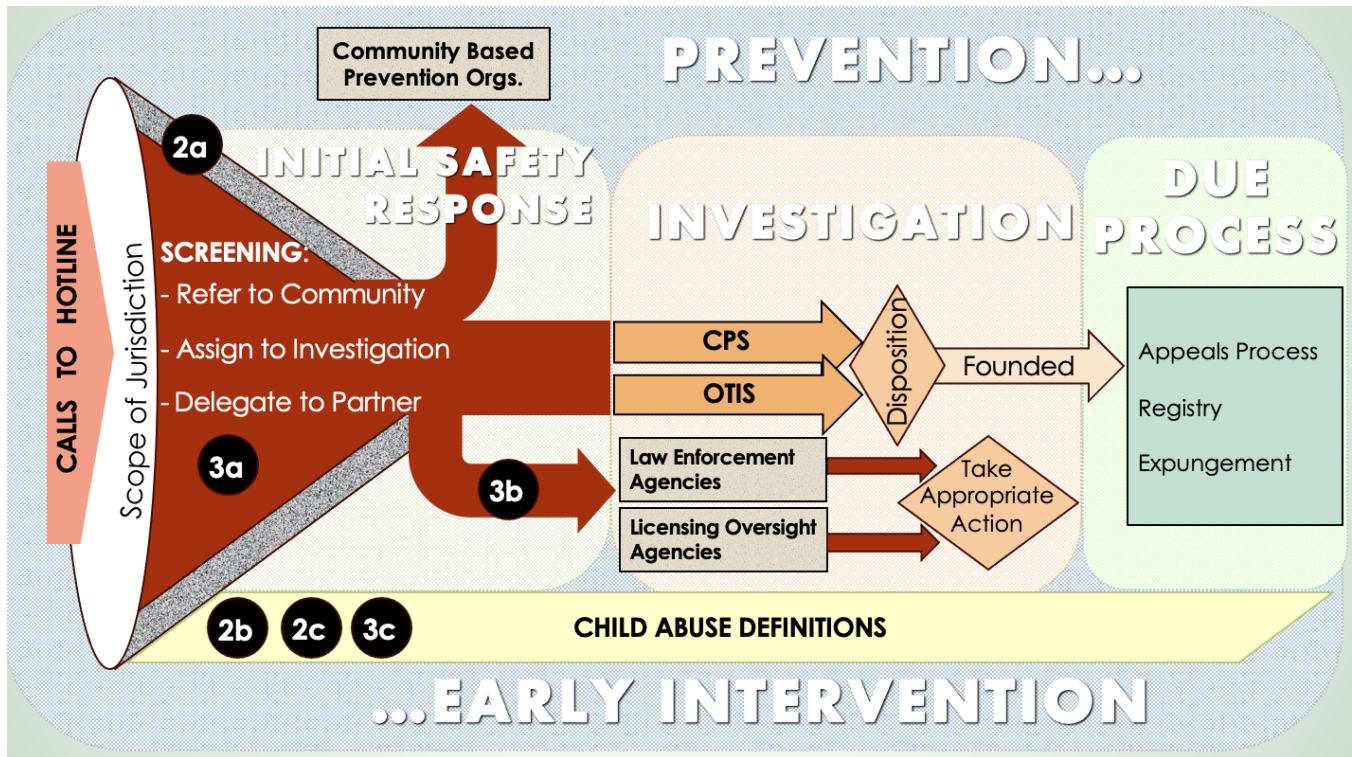 PREVENTION...
Community Based
Prevention Orgs.
2a
INITIAL SAFETY
RESPONSE
INVESTIGATION
DUE
PROCESS
CALLS TO HOTLINE
Scope of Jurisdiction
SCREENING:
- Refer to Community
- Assign to Investigation
- Delegate to Partner
3a
3b
CPS
OTIS
Disposition
Founded
Law Enforcement
Agencies
Licensing Oversight
Agencies
Take
Appropriate
Action
Appeals Process
Registry
Expungement
2b
2c
3c
CHILD ABUSE DEFINITIONS
...EARLY INTERVENTION